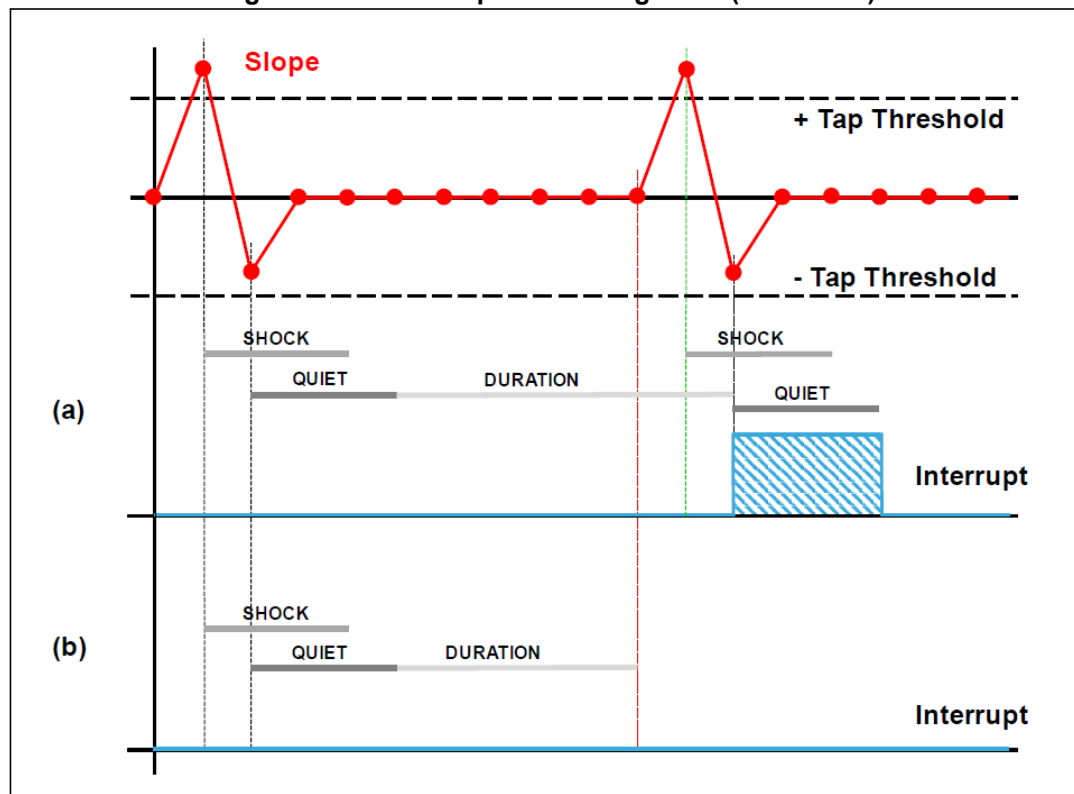 Slope
+ Tap Threshold
- Tap Threshold
SHOCK
SHOCK
QUIET
DURATION
QUIET
(a)
Interrupt
SHOCK
(b)
QUIET
DURATION
Interrupt